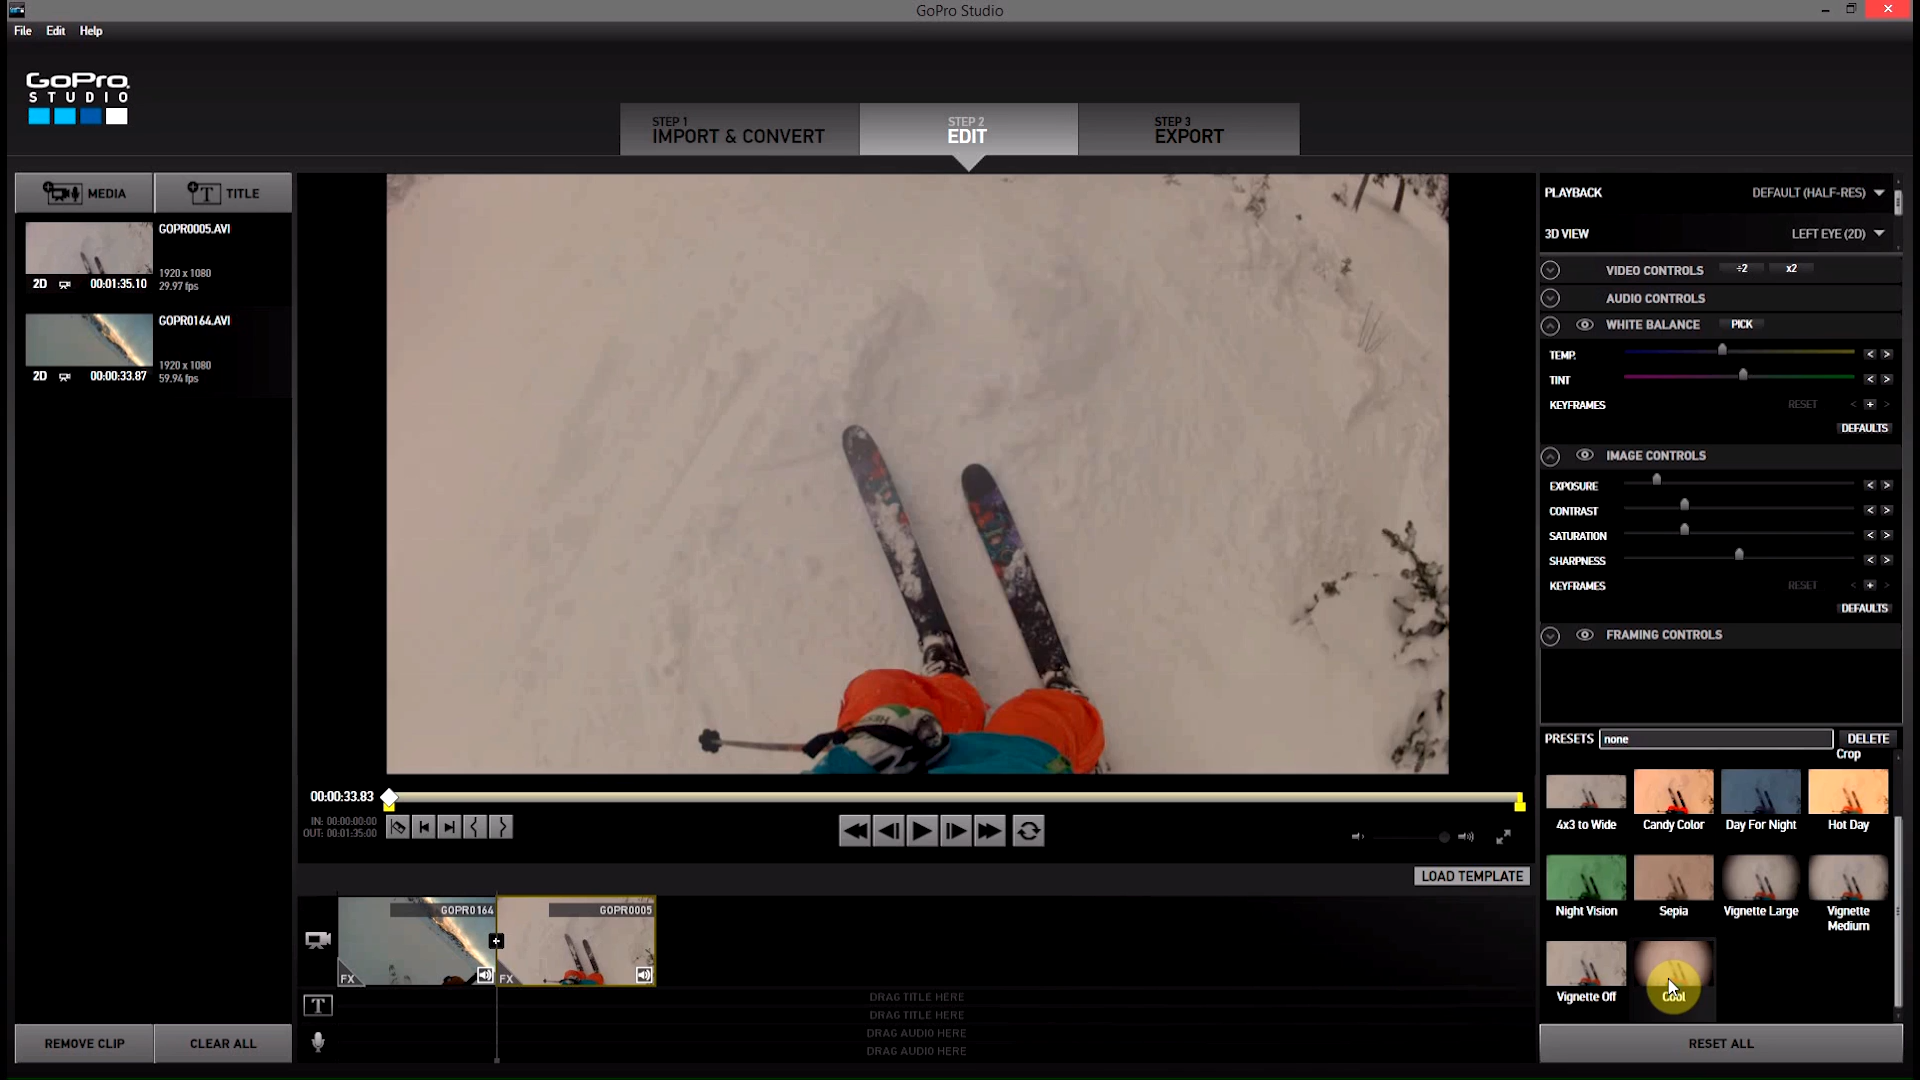 GoPro Studio
File Edit Help
GoPro
STUDIO
STEP 1
IMPORT & CONVERT
STEP 2
EDIT
STEP 3
EXPORT
MEDIA
TITLE
GOPR0005.AVI
1920 x 1080
29.97 fps
2D 00:01:35.10
GOPR0164.AVI
1920 x 1080
59.94 fps
2D 00:00:33.87
PLAYBACK DEFAULT (HALF-RES)
3D VIEW LEFT EYE (2D)
VIDEO CONTROLS ÷2 x2
AUDIO CONTROLS
WHITE BALANCE PICK
TEMP. < >
TINT < >
KEYFRAMES RESET < + >
DEFAULTS
IMAGE CONTROLS
EXPOSURE < >
CONTRAST < >
SATURATION < >
SHARPNESS < >
KEYFRAMES RESET < + >
DEFAULTS
FRAMING CONTROLS
PRESETS none DELETE
Crop
4x3 to Wide Candy Color Day For Night Hot Day
Night Vision Sepia Vignette Large Vignette Medium
Vignette Off Cool
RESET ALL
00:00:33.83
IN: 00:00:00:00
OUT: 00:01:35:00
LOAD TEMPLATE
GOPR0164 GOPR0005
FX FX
T
DRAG TITLE HERE
DRAG TITLE HERE
DRAG AUDIO HERE
DRAG AUDIO HERE
REMOVE CLIP CLEAR ALL